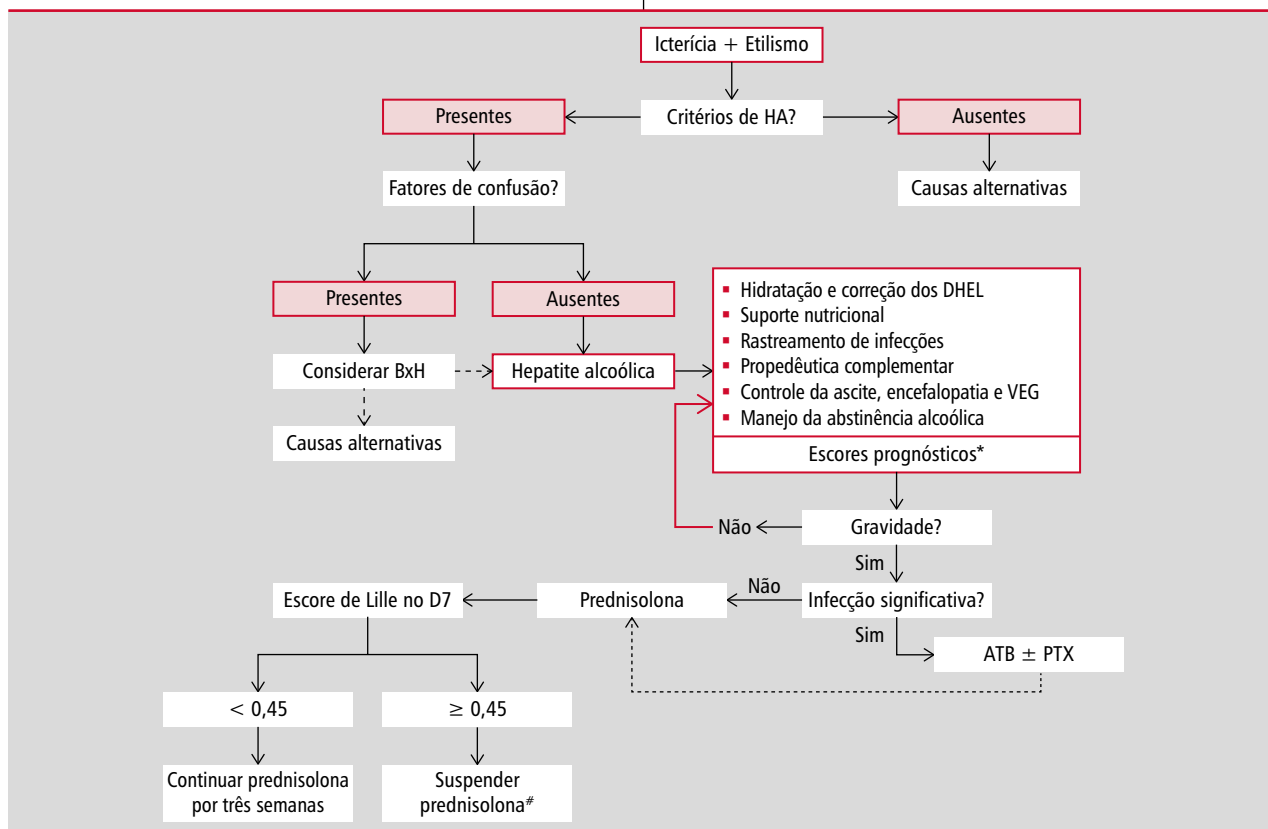 Icterícia + Etilismo
Presentes
Critérios de HA?
Ausentes
Fatores de confusão?
Causas alternativas
Presentes
Ausentes
Considerar BxH
Hepatite alcoólica
Causas alternativas
▪ Hidratação e correção dos DHEL
▪ Suporte nutricional
▪ Rastreamento de infecções
▪ Propedêutica complementar
▪ Controle da ascite, encefalopatia e VEG
▪ Manejo da abstinência alcoólica
Escores prognósticos*
Não
Gravidade?
Sim
Escore de Lille no D7
Prednisolona
Não
Infecção significativa?
Sim
ATB ± PTX
< 0,45
≥ 0,45
Continuar prednisolona
por três semanas
Suspender
prednisolona#